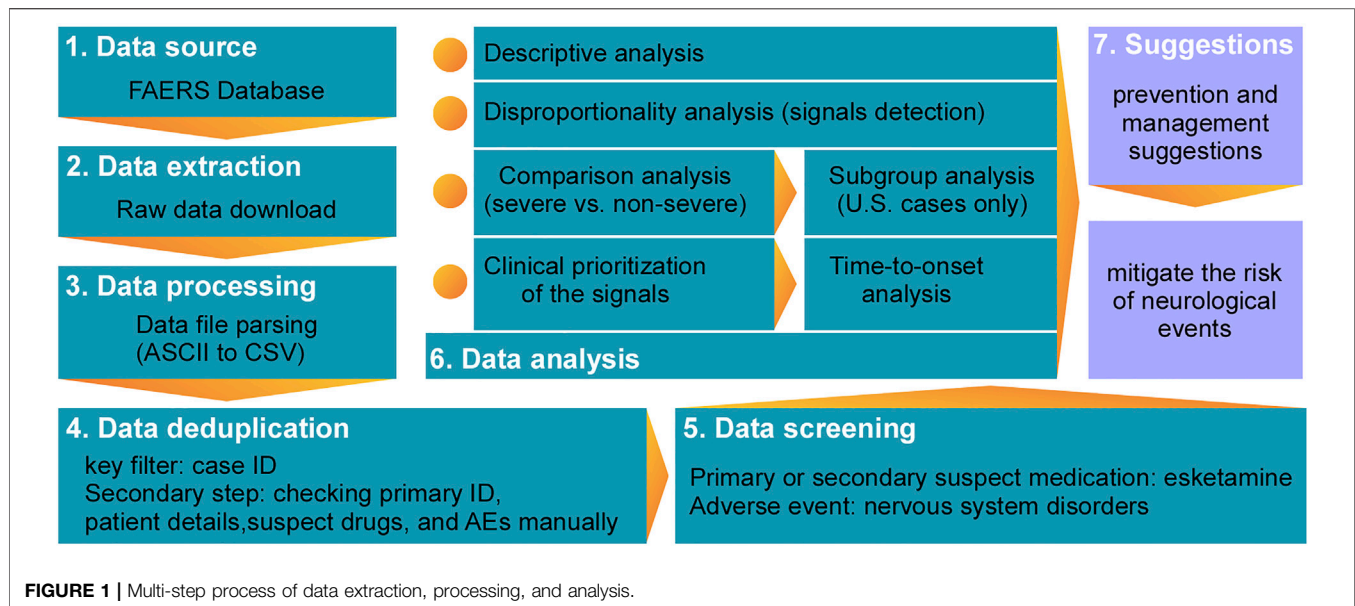 1. Data source
FAERS Database
2. Data extraction
Raw data download
3. Data processing
Data file parsing
(ASCII to CSV)
4. Data deduplication
key filter: case ID
Secondary step: checking primary ID,
patient details,suspect drugs, and AEs manually
5. Data screening
Primary or secondary suspect medication: esketamine
Adverse event: nervous system disorders
Descriptive analysis
Disproportionality analysis (signals detection)
Comparison analysis
(severe vs. non-severe)
Subgroup analysis
(U.S. cases only)
Clinical prioritization
of the signals
Time-to-onset
analysis
6. Data analysis
7. Suggestions
prevention and
management
suggestions
mitigate the risk
of neurological
events
FIGURE 1 | Multi-step process of data extraction, processing, and analysis.